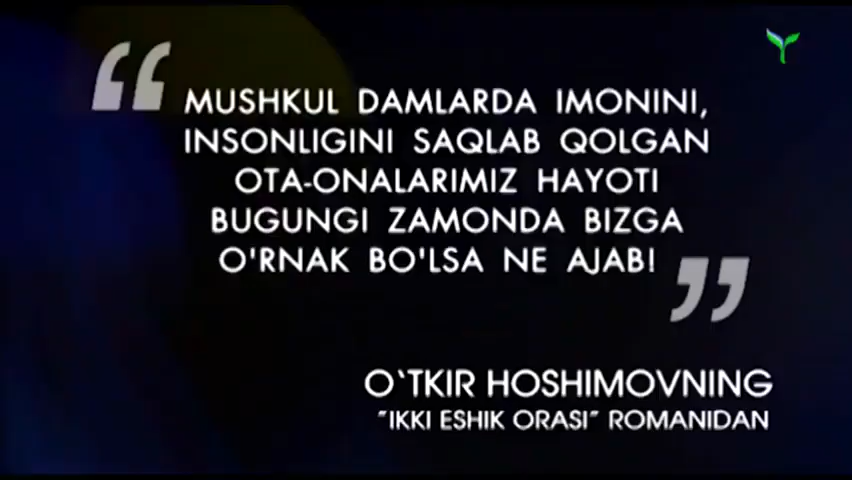 MUSHKUL DAMLARDA IMONINI,
INSONLIGINI SAQLAB QOLGAN
OTA-ONALARIMIZ HAYOTI
BUGUNGI ZAMONDA BIZGA
O'RNAK BO'LSA NE AJAB!
O‘TKIR HOSHIMOVNING
"IKKI ESHIK ORASI" ROMANIDAN